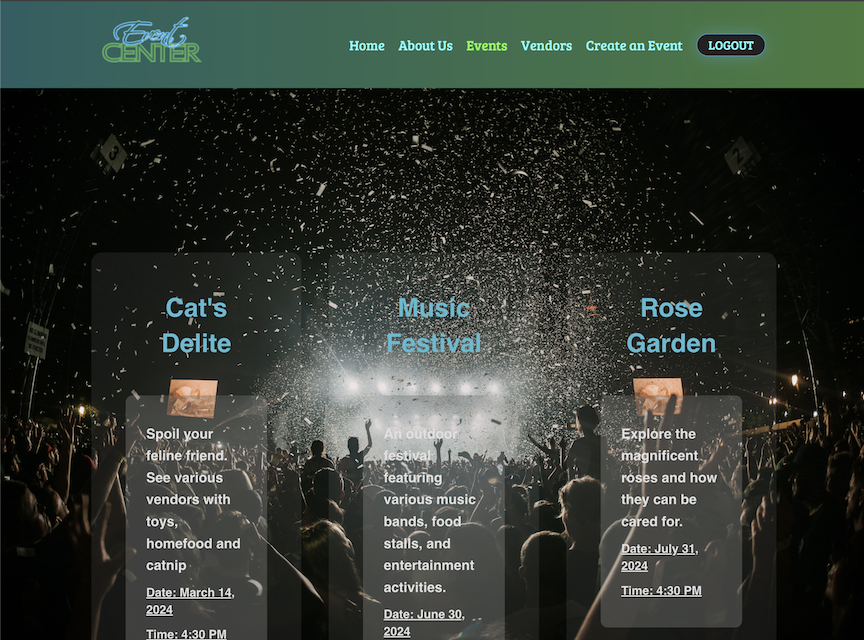 Event
CENTER
Home About Us Events Vendors Create an Event LOGOUT
3
2
Cat's
Delite
Spoil your
feline friend.
See various
vendors with
toys,
homefood and
catnip
Date: March 14,
2024
Time: 4:30 PM
Music
Festival
An outdoor
festival
featuring
various music
bands, food
stalls, and
entertainment
activities.
Date: June 30,
2024
Rose
Garden
Explore the
magnificent
roses and how
they can be
cared for.
Date: July 31,
2024
Time: 4:30 PM